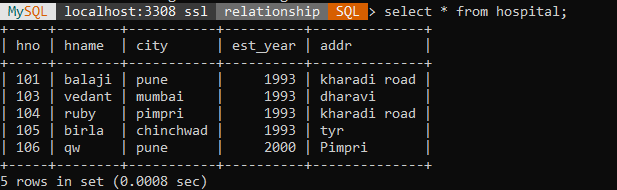 MySQL localhost:3308 ssl relationship SQL > select * from hospital;
+-----+---------+-----------+----------+--------------+
| hno | hname | city | est_year | addr |
+-----+---------+-----------+----------+--------------+
| 101 | balaji | pune | 1993 | kharadi road |
| 103 | vedant | mumbai | 1993 | dharavi |
| 104 | ruby | pimpri | 1993 | kharadi road |
| 105 | birla | chinchwad | 1993 | tyr |
| 106 | qw | pune | 2000 | Pimpri |
+-----+---------+-----------+----------+--------------+
5 rows in set (0.0008 sec)